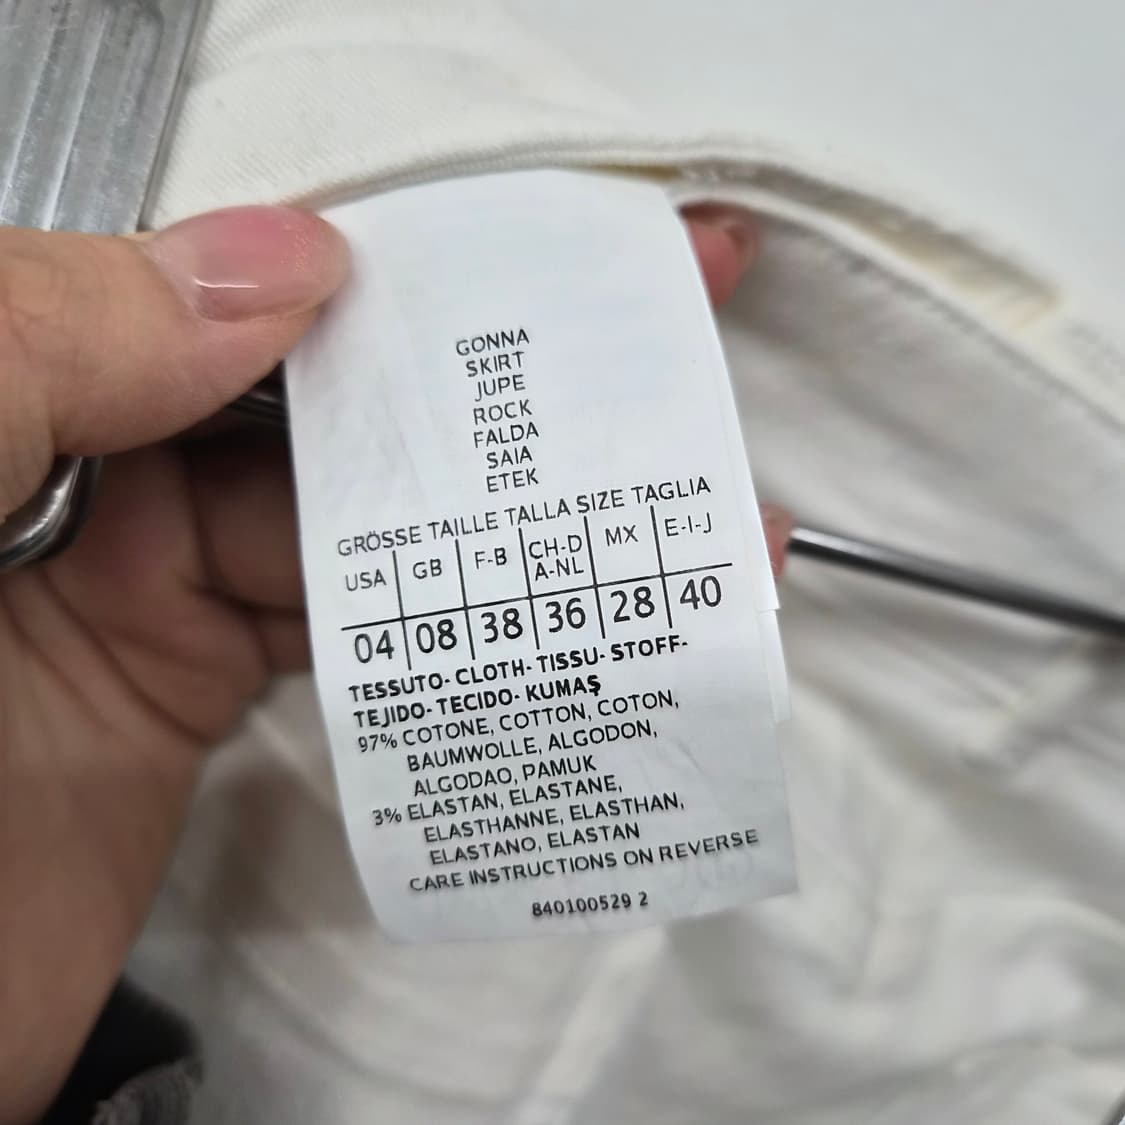 GONNA
SKIRT
JUPE
ROCK
FALDA
SAIA
ETEK
GRÖSSE TAILLE TALLA SIZE TAGLIA
USA GB F-B CH-D A-NL MX E-I-J
04 08 38 36 28 40
TESSUTO- CLOTH- TISSU- STOFF-
TEJIDO- TECIDO- KUMAŞ
97% COTONE, COTTON, COTON,
BAUMWOLLE, ALGODON,
ALGODAO, PAMUK
3% ELASTAN, ELASTANE,
ELASTHANNE, ELASTHAN,
ELASTANO, ELASTAN
CARE INSTRUCTIONS ON REVERSE
840100529 2